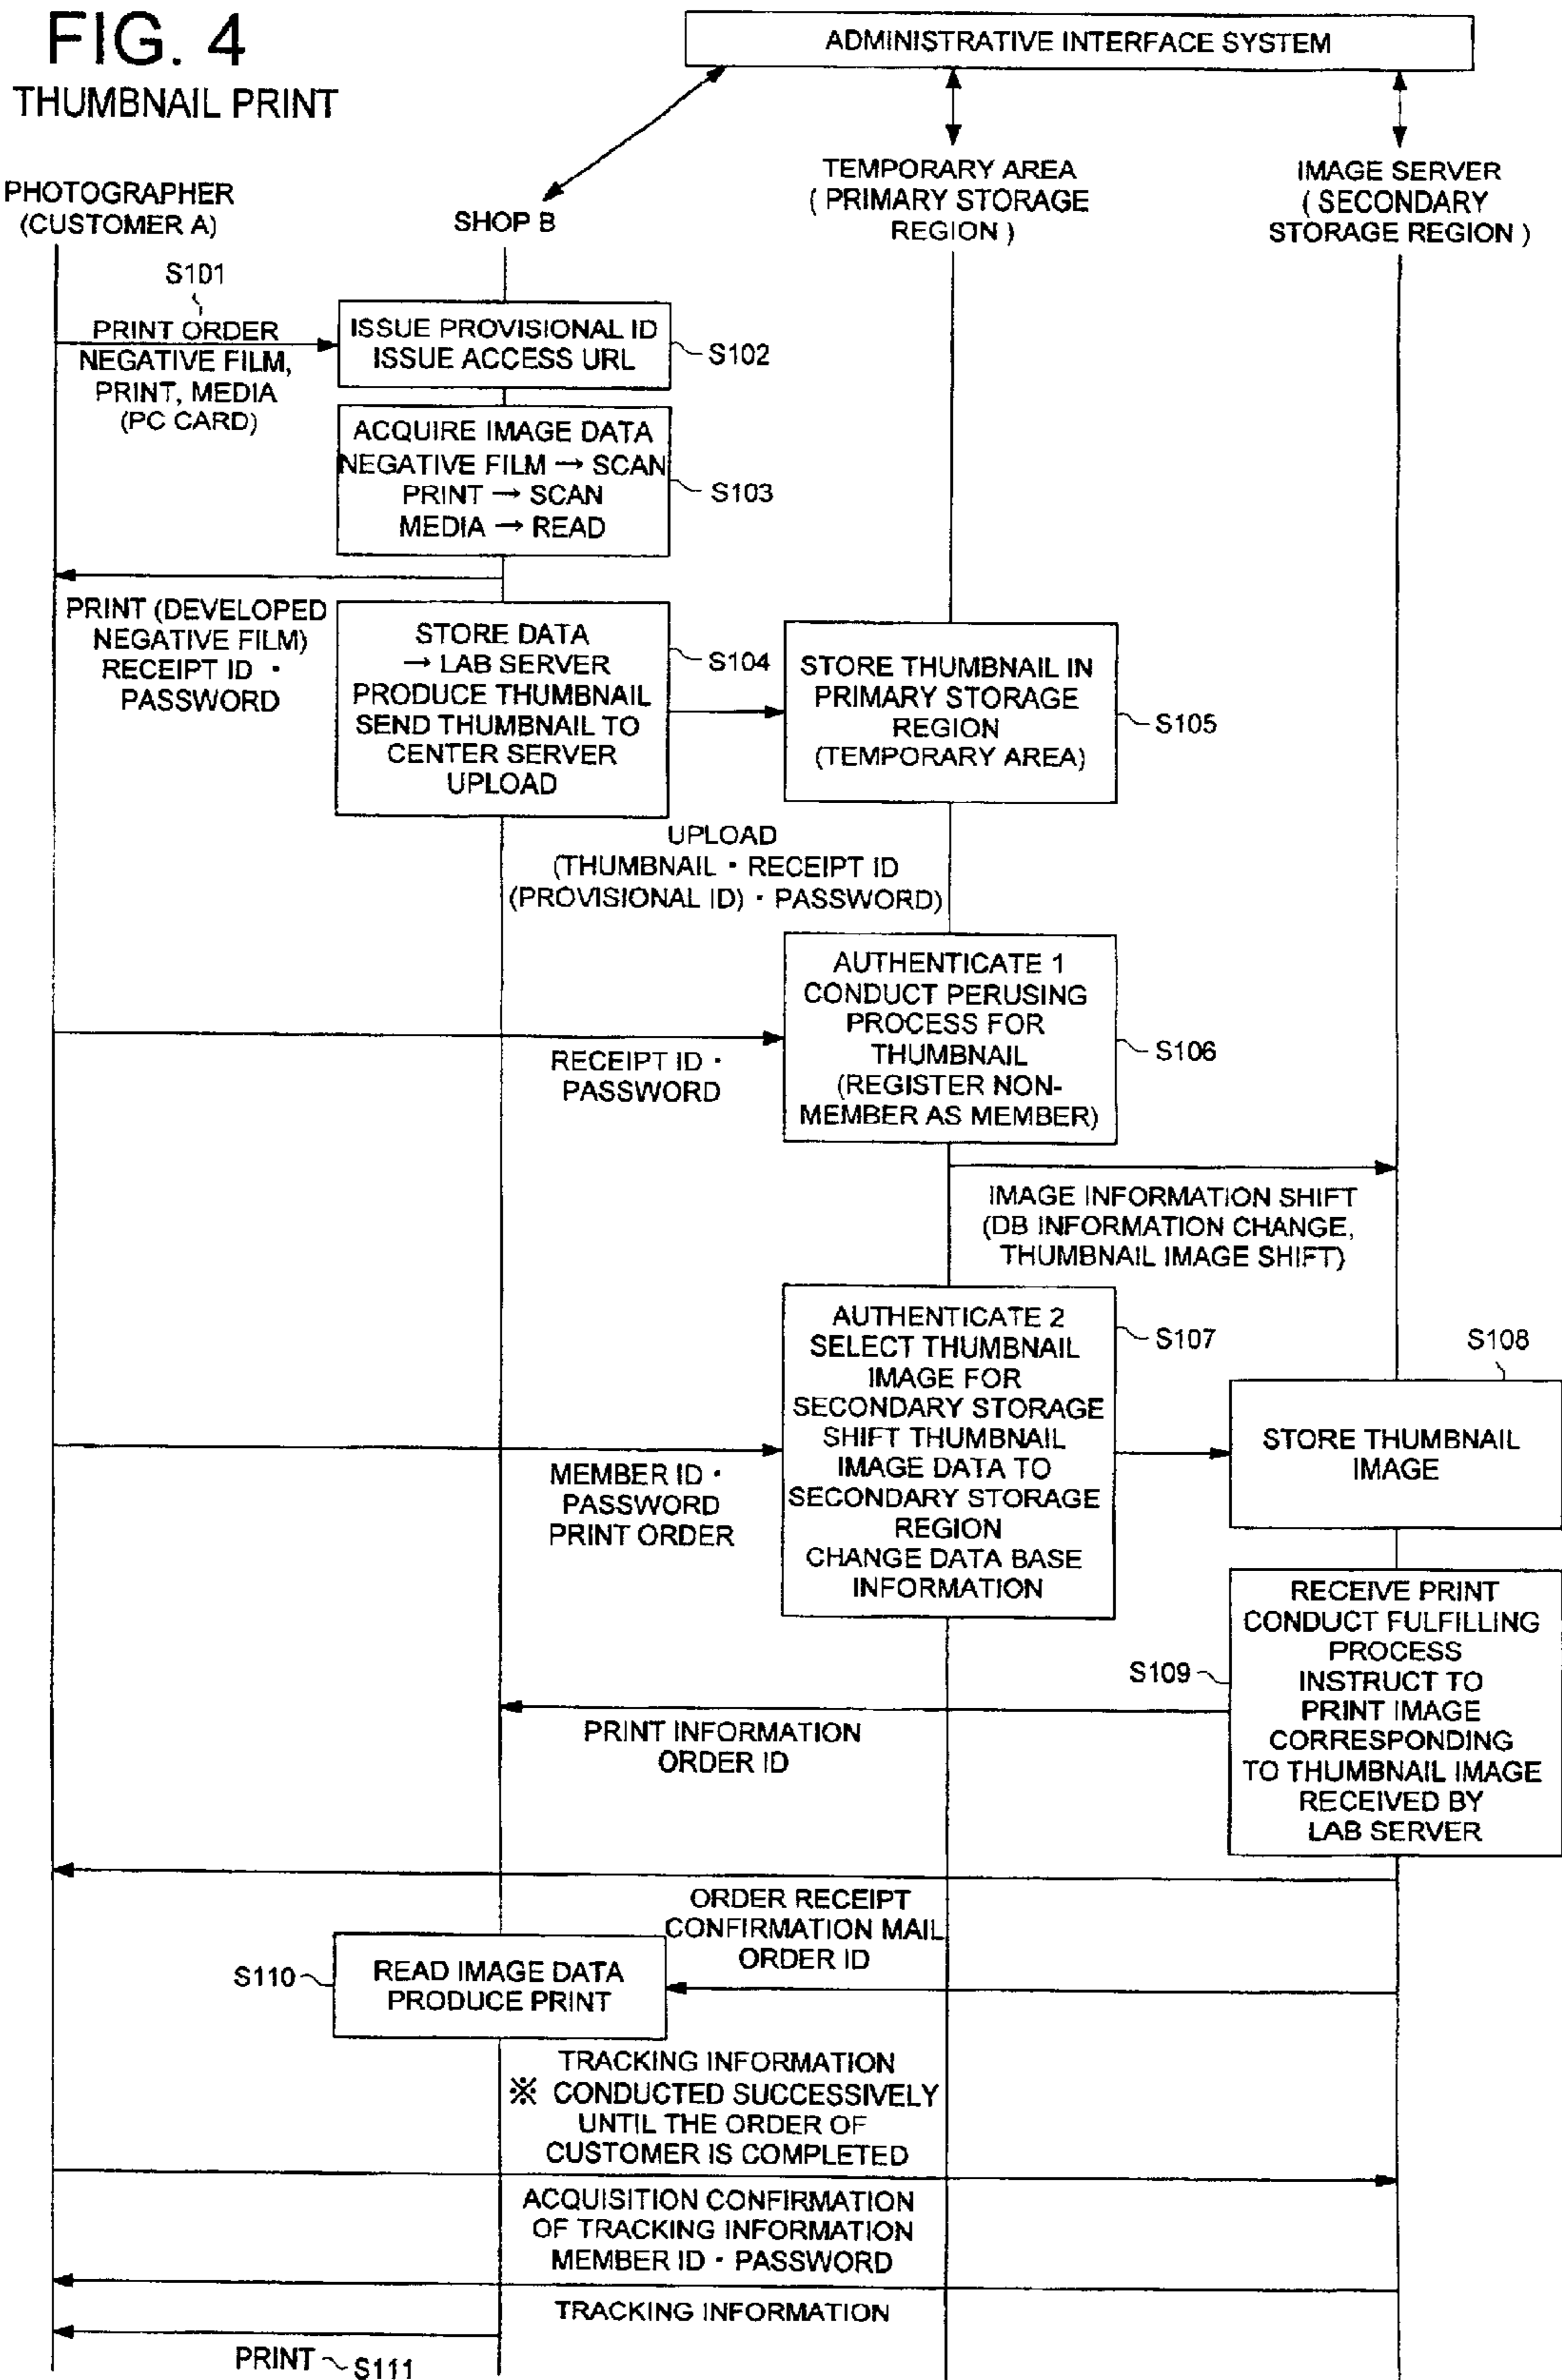 FIG. 4
THUMBNAIL PRINT
ADMINISTRATIVE INTERFACE SYSTEM
PHOTOGRAPHER
(CUSTOMER A)
SHOP B
TEMPORARY AREA
( PRIMARY STORAGE
REGION )
IMAGE SERVER
( SECONDARY
STORAGE REGION )
S101
PRINT ORDER
NEGATIVE FILM,
PRINT, MEDIA
(PC CARD)
ISSUE PROVISIONAL ID
ISSUE ACCESS URL
S102
ACQUIRE IMAGE DATA
NEGATIVE FILM → SCAN
PRINT → SCAN
MEDIA → READ
S103
PRINT (DEVELOPED
NEGATIVE FILM)
RECEIPT ID ・
PASSWORD
STORE DATA
→ LAB SERVER
PRODUCE THUMBNAIL
SEND THUMBNAIL TO
CENTER SERVER
UPLOAD
S104
STORE THUMBNAIL IN
PRIMARY STORAGE
REGION
(TEMPORARY AREA)
S105
UPLOAD
(THUMBNAIL ・ RECEIPT ID
(PROVISIONAL ID) ・ PASSWORD)
AUTHENTICATE 1
CONDUCT PERUSING
PROCESS FOR
THUMBNAIL
(REGISTER NON-
MEMBER AS MEMBER)
S106
RECEIPT ID ・
PASSWORD
IMAGE INFORMATION SHIFT
(DB INFORMATION CHANGE,
THUMBNAIL IMAGE SHIFT)
AUTHENTICATE 2
SELECT THUMBNAIL
IMAGE FOR
SECONDARY STORAGE
SHIFT THUMBNAIL
IMAGE DATA TO
SECONDARY STORAGE
REGION
CHANGE DATA BASE
INFORMATION
S107
S108
STORE THUMBNAIL
IMAGE
MEMBER ID ・
PASSWORD
PRINT ORDER
RECEIVE PRINT
CONDUCT FULFILLING
PROCESS
INSTRUCT TO
PRINT IMAGE
CORRESPONDING
TO THUMBNAIL IMAGE
RECEIVED BY
LAB SERVER
S109
PRINT INFORMATION
ORDER ID
ORDER RECEIPT
CONFIRMATION MAIL
ORDER ID
S110
READ IMAGE DATA
PRODUCE PRINT
TRACKING INFORMATION
※ CONDUCTED SUCCESSIVELY
UNTIL THE ORDER OF
CUSTOMER IS COMPLETED
ACQUISITION CONFIRMATION
OF TRACKING INFORMATION
MEMBER ID ・ PASSWORD
TRACKING INFORMATION
PRINT
S111